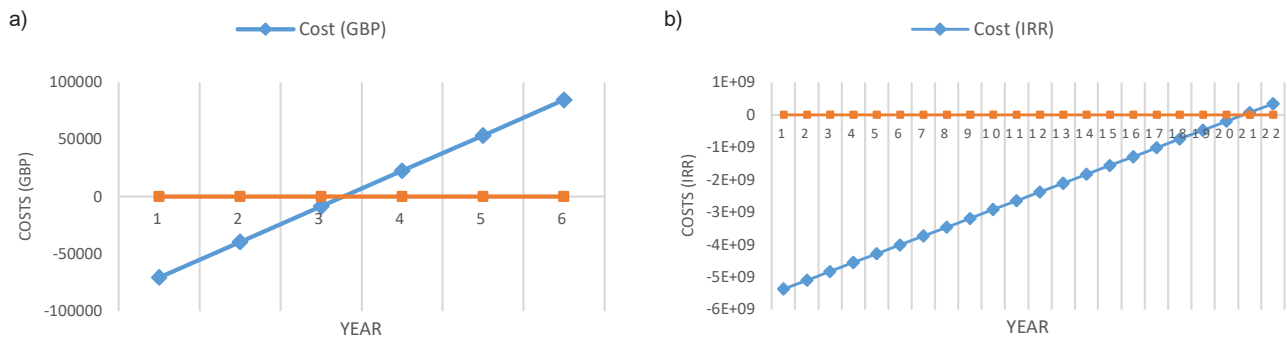 a)
Cost (GBP)
100000
50000
0
-50000
-100000
COSTS (GBP)
1 2 3 4 5 6
YEAR
b)
Cost (IRR)
1E+09
0
-1E+09
-2E+09
-3E+09
-4E+09
-5E+09
-6E+09
COSTS (IRR)
1 2 3 4 5 6 7 8 9 10 11 12 13 14 15 16 17 18 19 20 21 22
YEAR